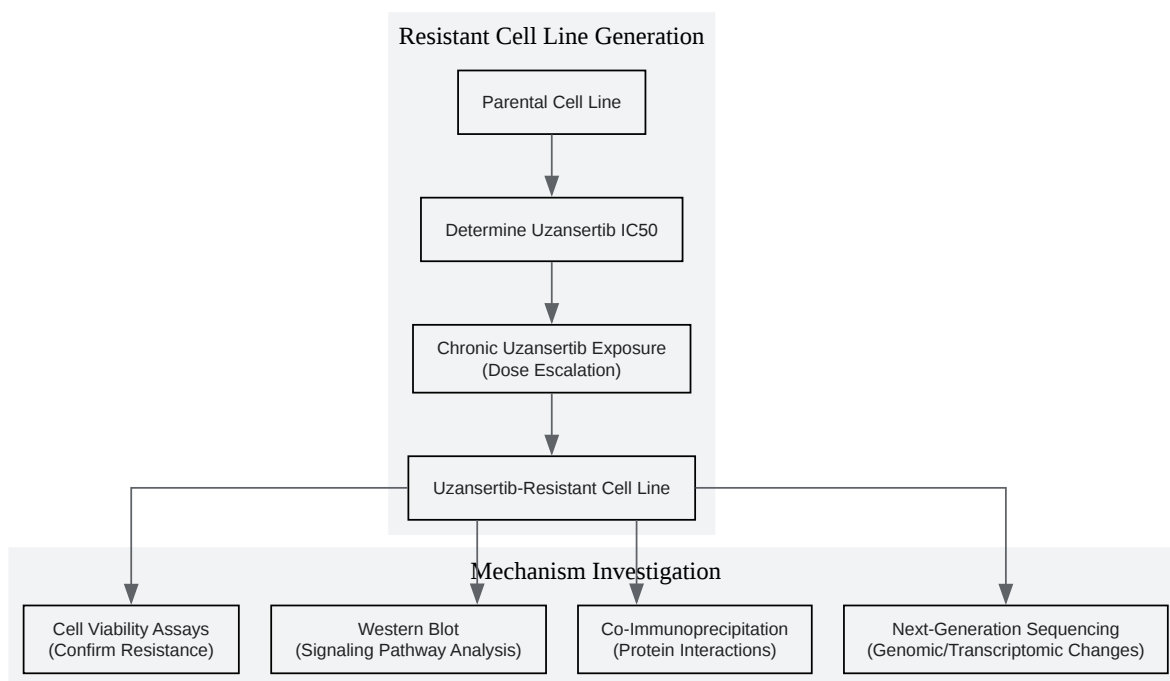 Resistant Cell Line Generation
Parental Cell Line
Determine Uzansertib IC50
Chronic Uzansertib Exposure
(Dose Escalation)
Uzansertib-Resistant Cell Line
Mechanism Investigation
Cell Viability Assays
(Confirm Resistance)
Western Blot
(Signaling Pathway Analysis)
Co-Immunoprecipitation
(Protein Interactions)
Next-Generation Sequencing
(Genomic/Transcriptomic Changes)